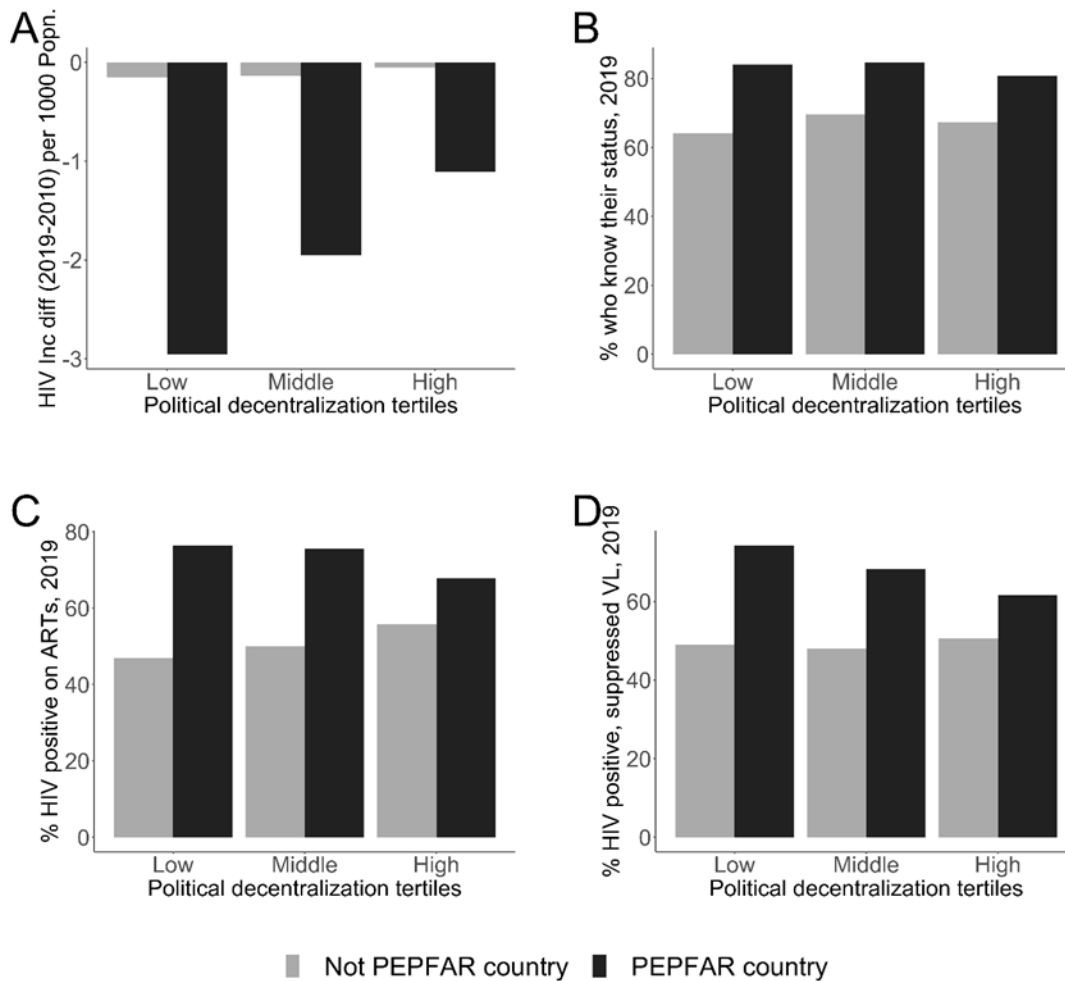 A
HIV Inc diff (2019-2010) per 1000 Popn.
0
-1
-2
-3
Low Middle High
Political decentralization tertiles
B
% who know their status, 2019
80
60
40
20
0
Low Middle High
Political decentralization tertiles
C
% HIV positive on ARTs, 2019
80
60
40
20
0
Low Middle High
Political decentralization tertiles
D
% HIV positive, suppressed VL, 2019
60
40
20
0
Low Middle High
Political decentralization tertiles
Not PEPFAR country PEPFAR country